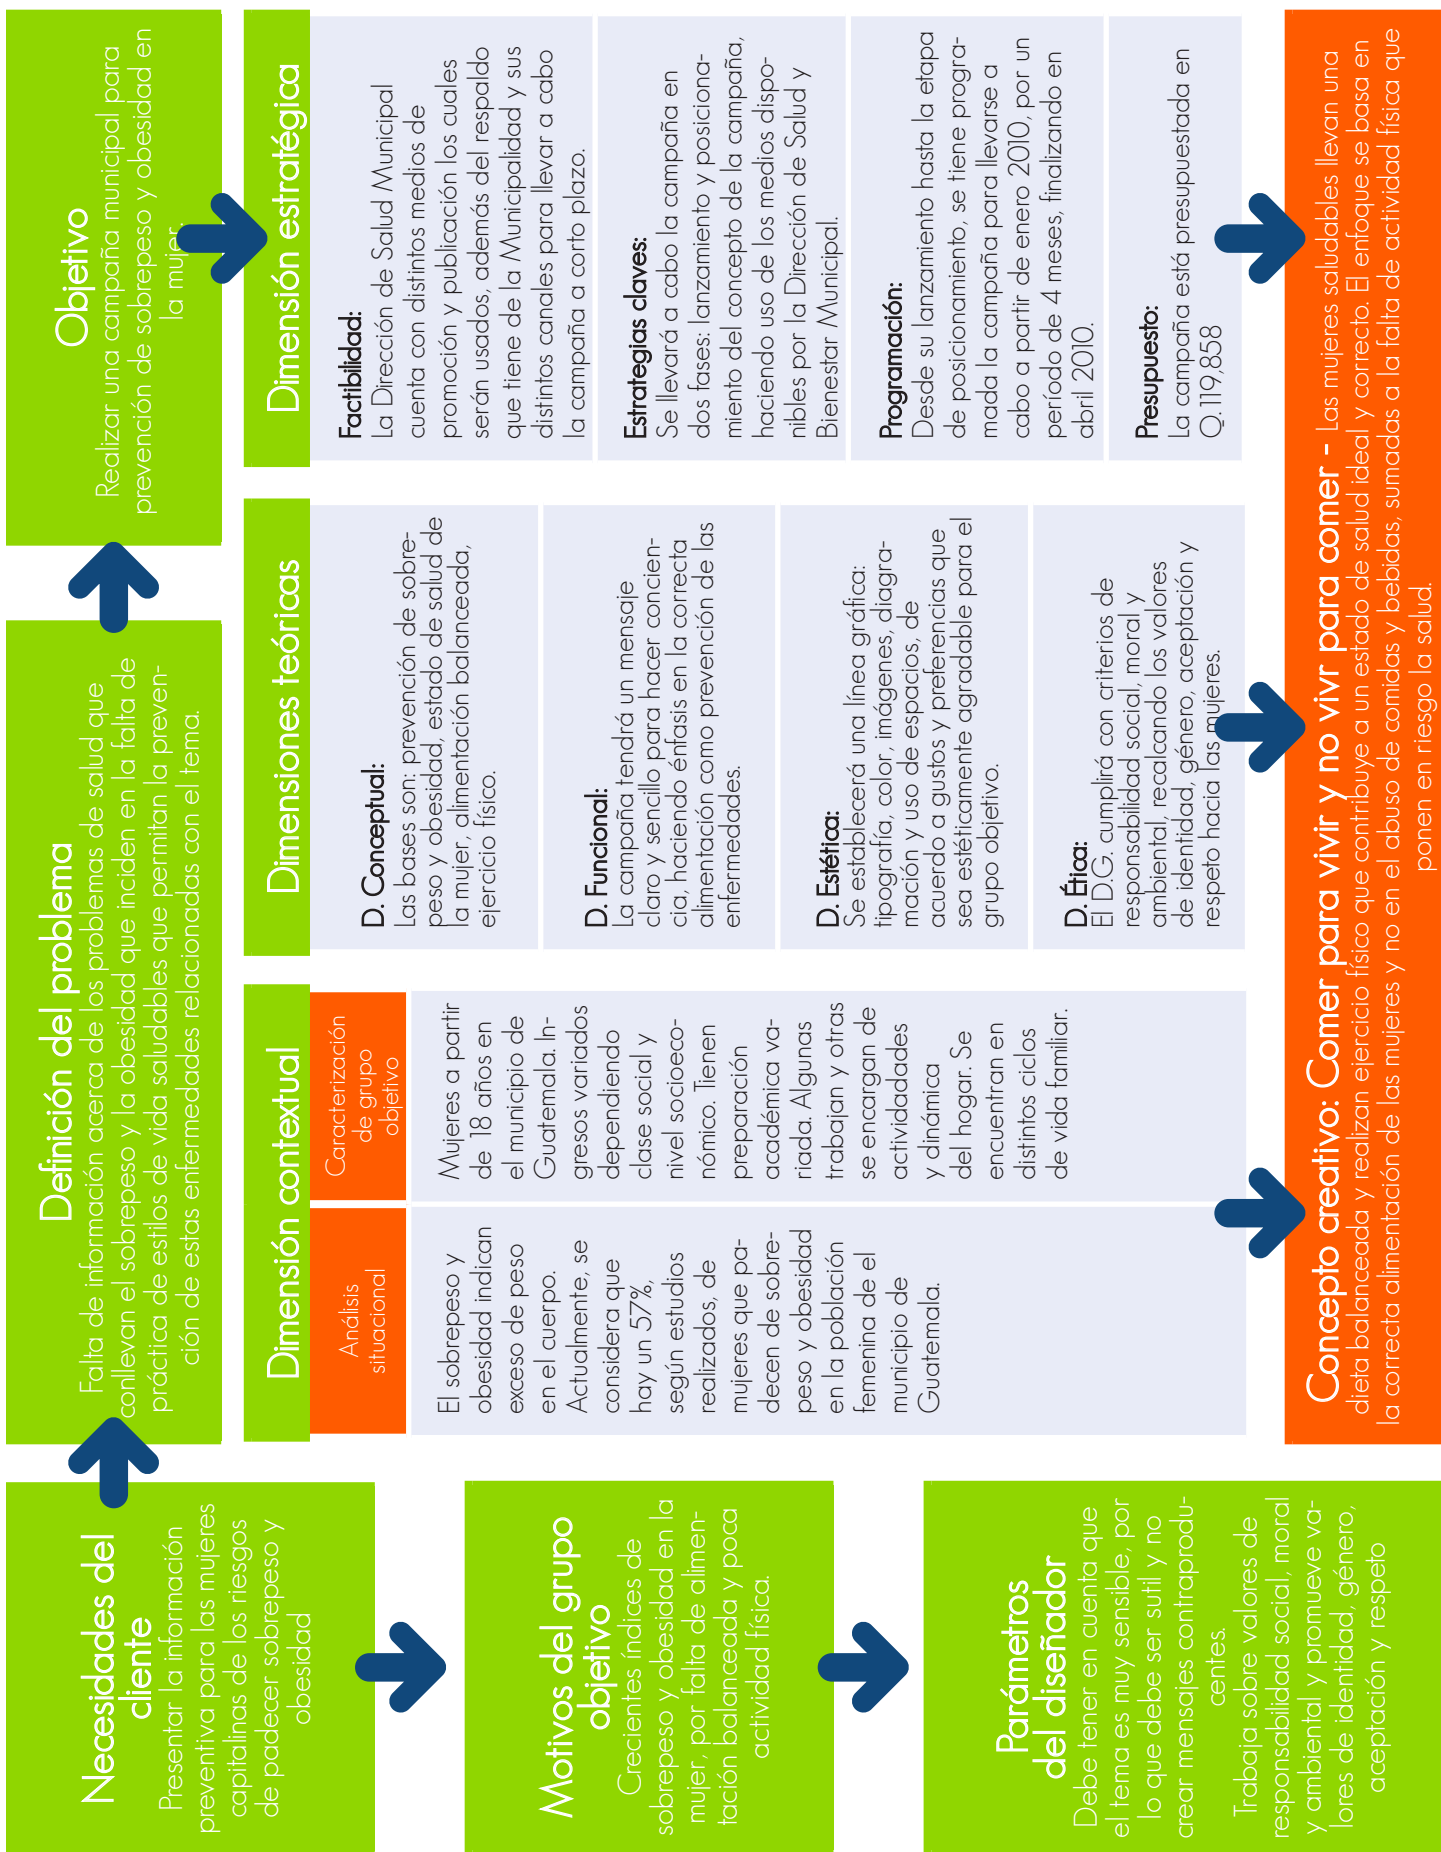 Necesidades del
cliente
Presentar la información
preventiva para las mujeres
capitalinas de los riesgos
de padecer sobrepeso y
obesidad
Motivos del grupo
objetivo
Crecientes índices de
sobrepeso y obesidad en la
mujer, por falta de alimen-
tación balanceada y poca
actividad física.
Parámetros
del diseñador
Debe tener en cuenta que
el tema es muy sensible, por
lo que debe ser sutil y no
crear mensajes contraprodu-
centes.
Trabaja sobre valores de
responsabilidad social, moral
y ambiental y promueve va-
lores de identidad, género,
aceptación y respeto
Definición del problema
Falta de información acerca de los problemas de salud que
conllevan el sobrepeso y la obesidad que inciden en la falta de
práctica de estilos de vida saludables que permitan la preven-
ción de estas enfermedades relacionadas con el tema.
Objetivo
Realizar una campaña municipal para
prevención de sobrepeso y obesidad en
la mujer.
Dimensión contextual
Análisis
situacional
El sobrepeso y
obesidad indican
exceso de peso
en el cuerpo.
Actualmente, se
considera que
hay un 57%,
según estudios
realizados, de
mujeres que pa-
decen de sobre-
peso y obesidad
en la población
femenina de el
municipio de
Guatemala.
Caracterización
de grupo
objetivo
Mujeres a partir
de 18 años en
el municipio de
Guatemala. In-
gresos variados
dependiendo
clase social y
nivel socioeco-
nómico. Tienen
preparación
académica va-
riada. Algunas
trabajan y otras
se encargan de
actividadades
y dinámica
del hogar. Se
encuentran en
distintos ciclos
de vida familiar.
Dimensiones teóricas
D. Conceptual:
Las bases son: prevención de sobre-
peso y obesidad, estado de salud de
la mujer, alimentación balanceada,
ejercicio físico.
D. Funcional:
La campaña tendrá un mensaje
claro y sencillo para hacer concien-
cia, haciendo énfasis en la correcta
alimentación como prevención de las
enfermedades.
D. Estética:
Se establecerá una línea gráfica:
tipografía, color, imágenes, diagra-
mación y uso de espacios, de
acuerdo a gustos y preferencias que
sea estéticamente agradable para el
grupo objetivo.
D. Ética:
El D.G. cumplirá con criterios de
responsabilidad social, moral y
ambiental, recalcando los valores
de identidad, género, aceptación y
respeto hacia las mujeres.
Dimensión estratégica
Factibilidad:
La Dirección de Salud Municipal
cuenta con distintos medios de
promoción y publicación los cuales
serán usados, además del respaldo
que tiene de la Municipalidad y sus
distintos canales para llevar a cabo
la campaña a corto plazo.
Estrategias claves:
Se llevará a cabo la campaña en
dos fases: lanzamiento y posiciona-
miento del concepto de la campaña,
haciendo uso de los medios dispo-
nibles por la Dirección de Salud y
Bienestar Municipal.
Programación:
Desde su lanzamiento hasta la etapa
de posicionamiento, se tiene progra-
mada la campaña para llevarse a
cabo a partir de enero 2010, por un
período de 4 meses, finalizando en
abril 2010.
Presupuesto:
La campaña está presupuestada en
Q.119,858
Concepto creativo: Comer para vivir y no vivr para comer - Las mujeres saludables llevan una
dieta balanceada y realizan ejercicio físico que contribuye a un estado de salud ideal y correcto. El enfoque se basa en
la correcta alimentación de las mujeres y no en el abuso de comidas y bebidas, sumadas a la falta de actividad física que
ponen en riesgo la salud.